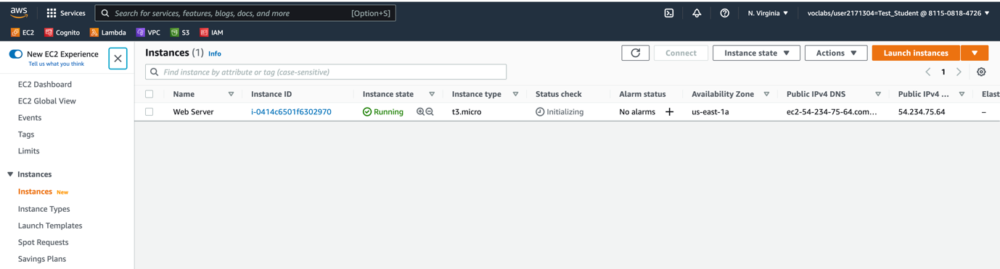 aws Services Search for services, features, blogs, docs, and more [Option+S] N. Virginia voclabs/user2171304=Test_Student @ 8115-0818-4726
EC2 Cognito Lambda VPC S3 IAM
New EC2 Experience
Tell us what you think
EC2 Dashboard
EC2 Global View
Events
Tags
Limits
Instances
Instances New
Instance Types
Launch Templates
Spot Requests
Savings Plans
Instances (1) Info Connect Instance state Actions Launch instances
Find instance by attribute or tag (case-sensitive) 1
Name Instance ID Instance state Instance type Status check Alarm status Availability Zone Public IPv4 DNS Public IPv4 ... Elast
Web Server i-0414c6501f6302970 Running t3.micro Initializing No alarms + us-east-1a ec2-54-234-75-64.com... 54.234.75.64 –